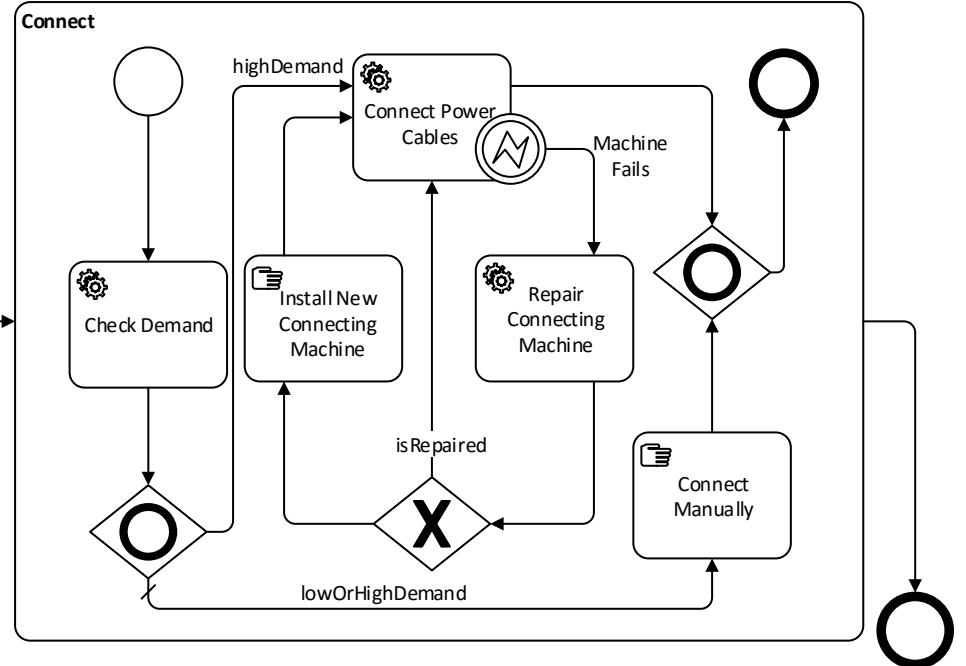 Connect
highDemand
Connect Power
Cables
Machine
Fails
Check Demand
Install New
Connecting
Machine
Repair
Connecting
Machine
isRepaired
X
Connect
Manually
lowOrHighDemand